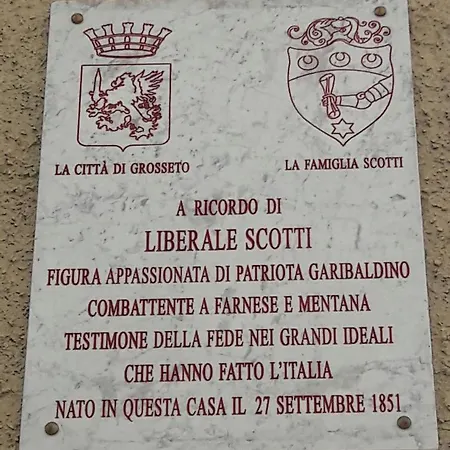 LA CITTÀ DI GROSSETO
LA FAMIGLIA SCOTTI
A RICORDO DI
LIBERALE SCOTTI
FIGURA APPASSIONATA DI PATRIOTA GARIBALDINO
COMBATTENTE A FARNESE E MENTANA
TESTIMONE DELLA FEDE NEI GRANDI IDEALI
CHE HANNO FATTO L'ITALIA
NATO IN QUESTA CASA IL 27 SETTEMBRE 1851